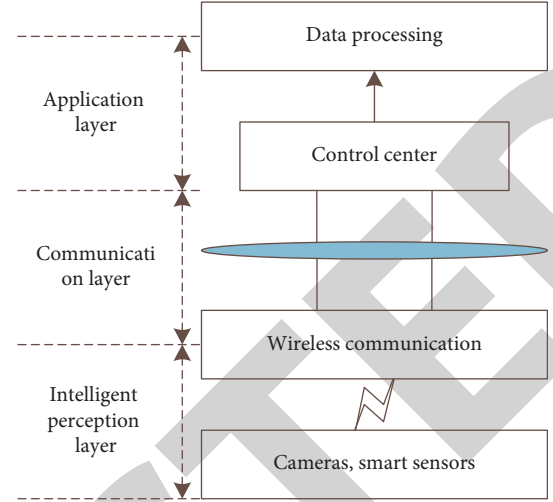 Data processing
Application
layer
Control center
Communicati
on layer
Wireless communication
Intelligent
perception
layer
Cameras, smart sensors